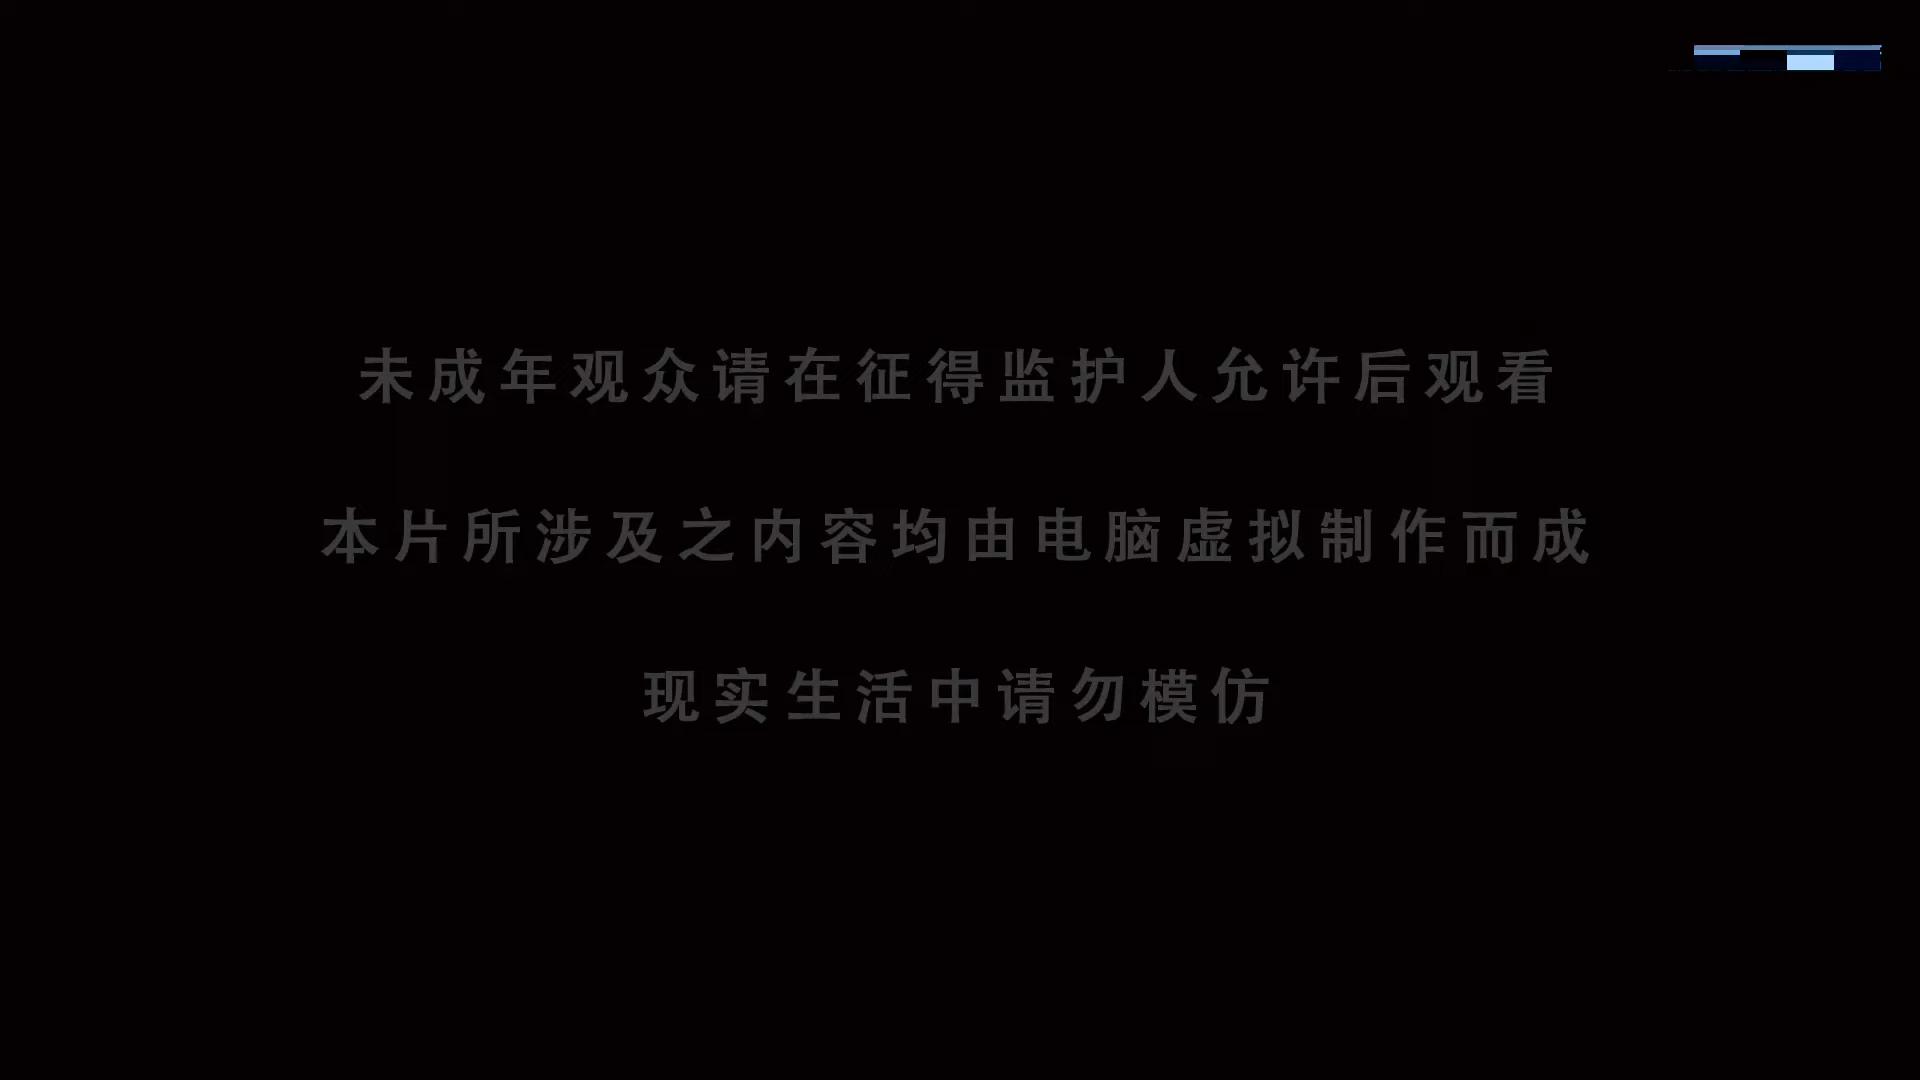 未成年观众请在征得监护人允许后观看
本片所涉及之内容均由电脑虚拟制作而成
现实生活中请勿模仿